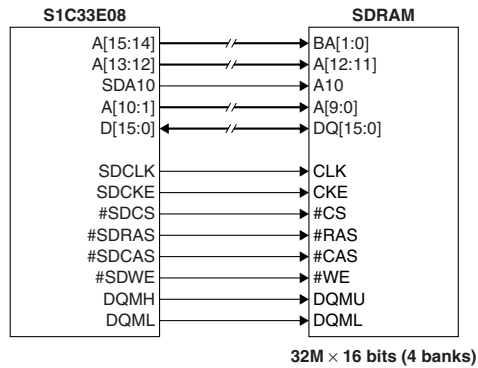 S1C33E08 SDRAM
A[15:14] BA[1:0]
A[13:12] A[12:11]
SDA10 A10
A[10:1] A[9:0]
D[15:0] DQ[15:0]
SDCLK CLK
SDCKE CKE
#SDCS #CS
#SDRAS #RAS
#SDCAS #CAS
#SDWE #WE
DQMH DQMU
DQML DQML
32M × 16 bits (4 banks)